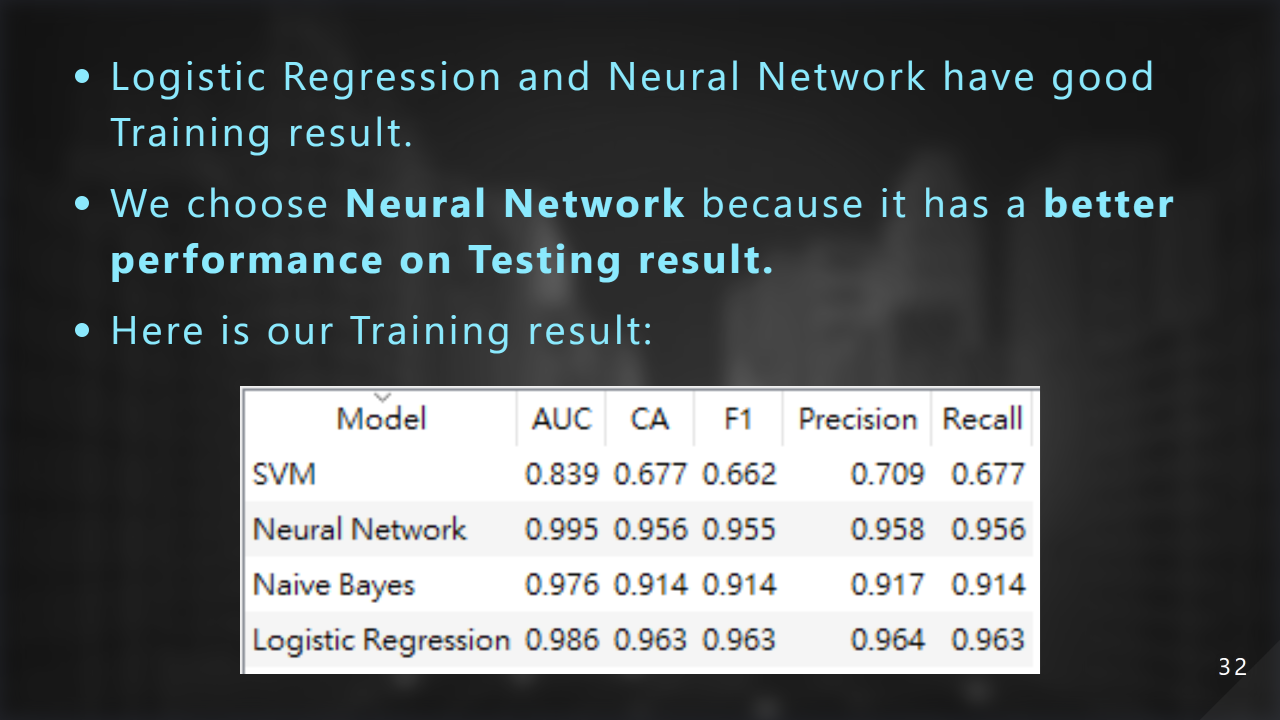 • Logistic Regression and Neural Network have good
Training result.
• We choose Neural Network because it has a better
performance on Testing result.
• Here is our Training result:
Model AUC CA F1 Precision Recall
SVM 0.839 0.677 0.662 0.709 0.677
Neural Network 0.995 0.956 0.955 0.958 0.956
Naive Bayes 0.976 0.914 0.914 0.917 0.914
Logistic Regression 0.986 0.963 0.963 0.964 0.963
32